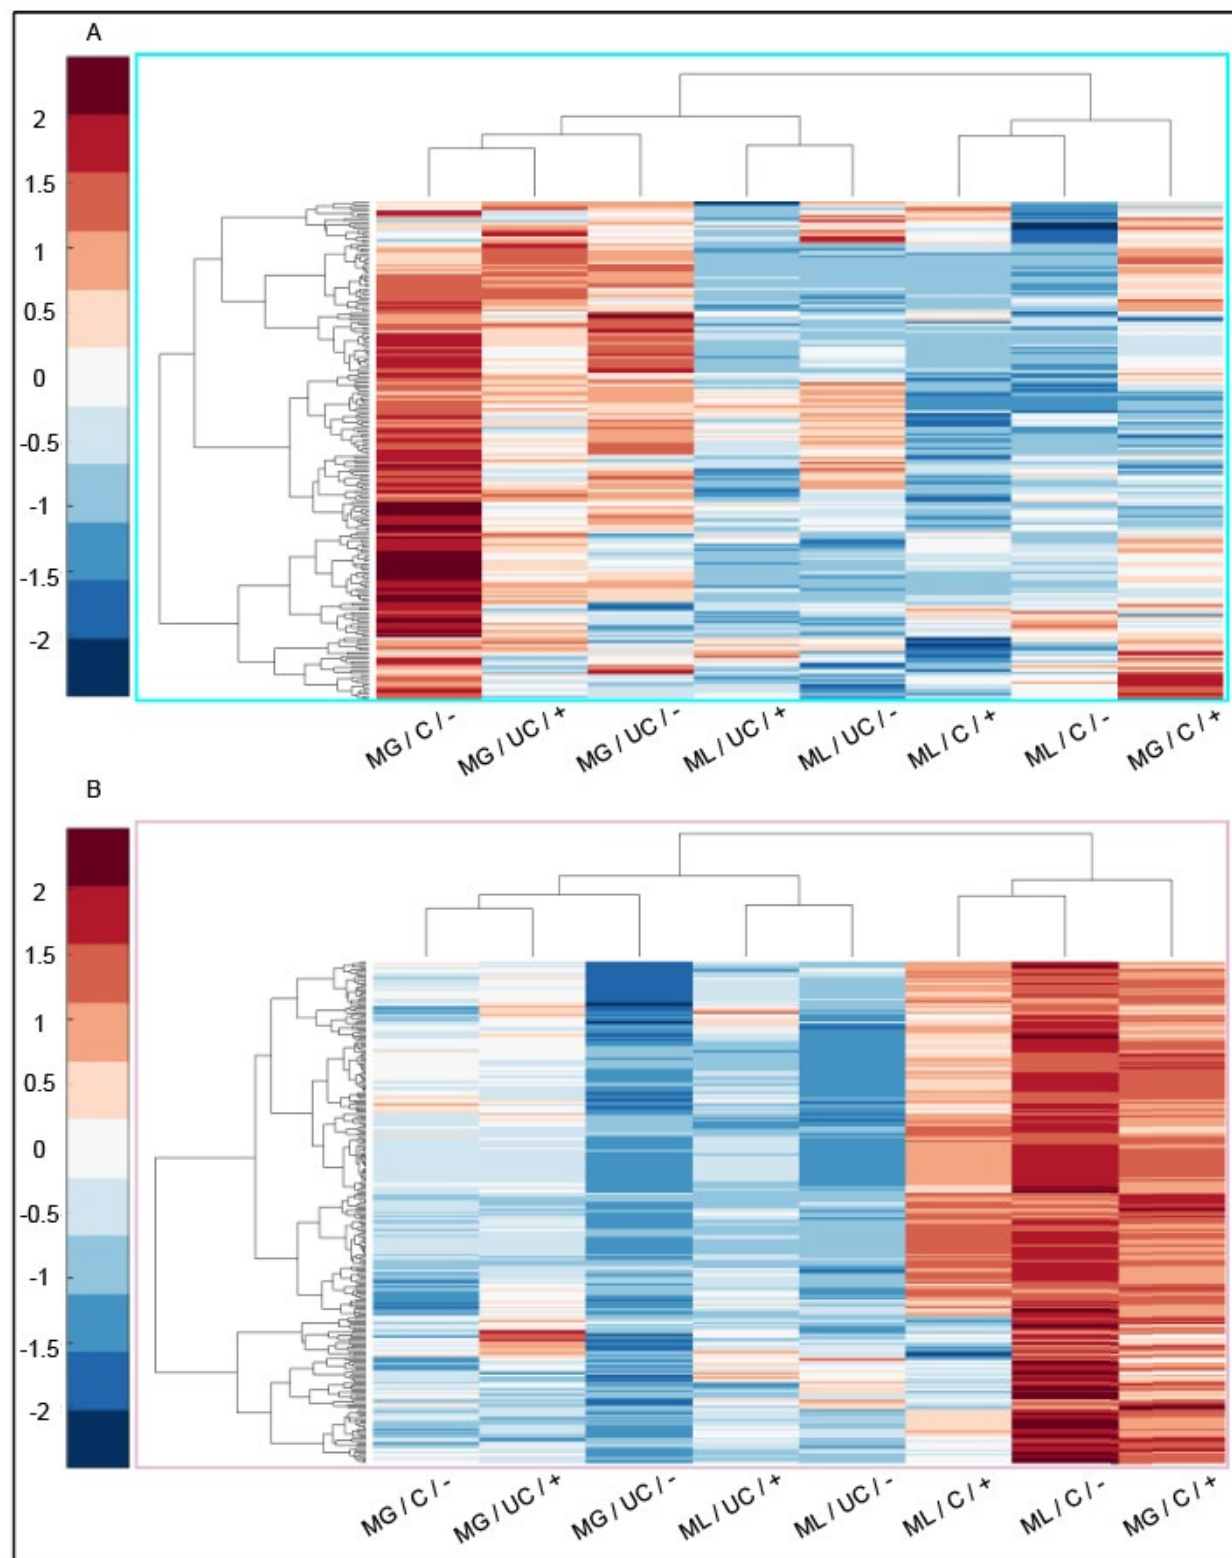 A
2
1.5
1
0.5
0
-0.5
-1
-1.5
-2
MG / C / -
MG / UC / +
MG / UC / -
ML / UC / +
ML / UC / -
ML / C / +
ML / C / -
MG / C / +
B
2
1.5
1
0.5
0
-0.5
-1
-1.5
-2
MG / C / -
MG / UC / +
MG / UC / -
ML / UC / +
ML / UC / -
ML / C / +
ML / C / -
MG / C / +